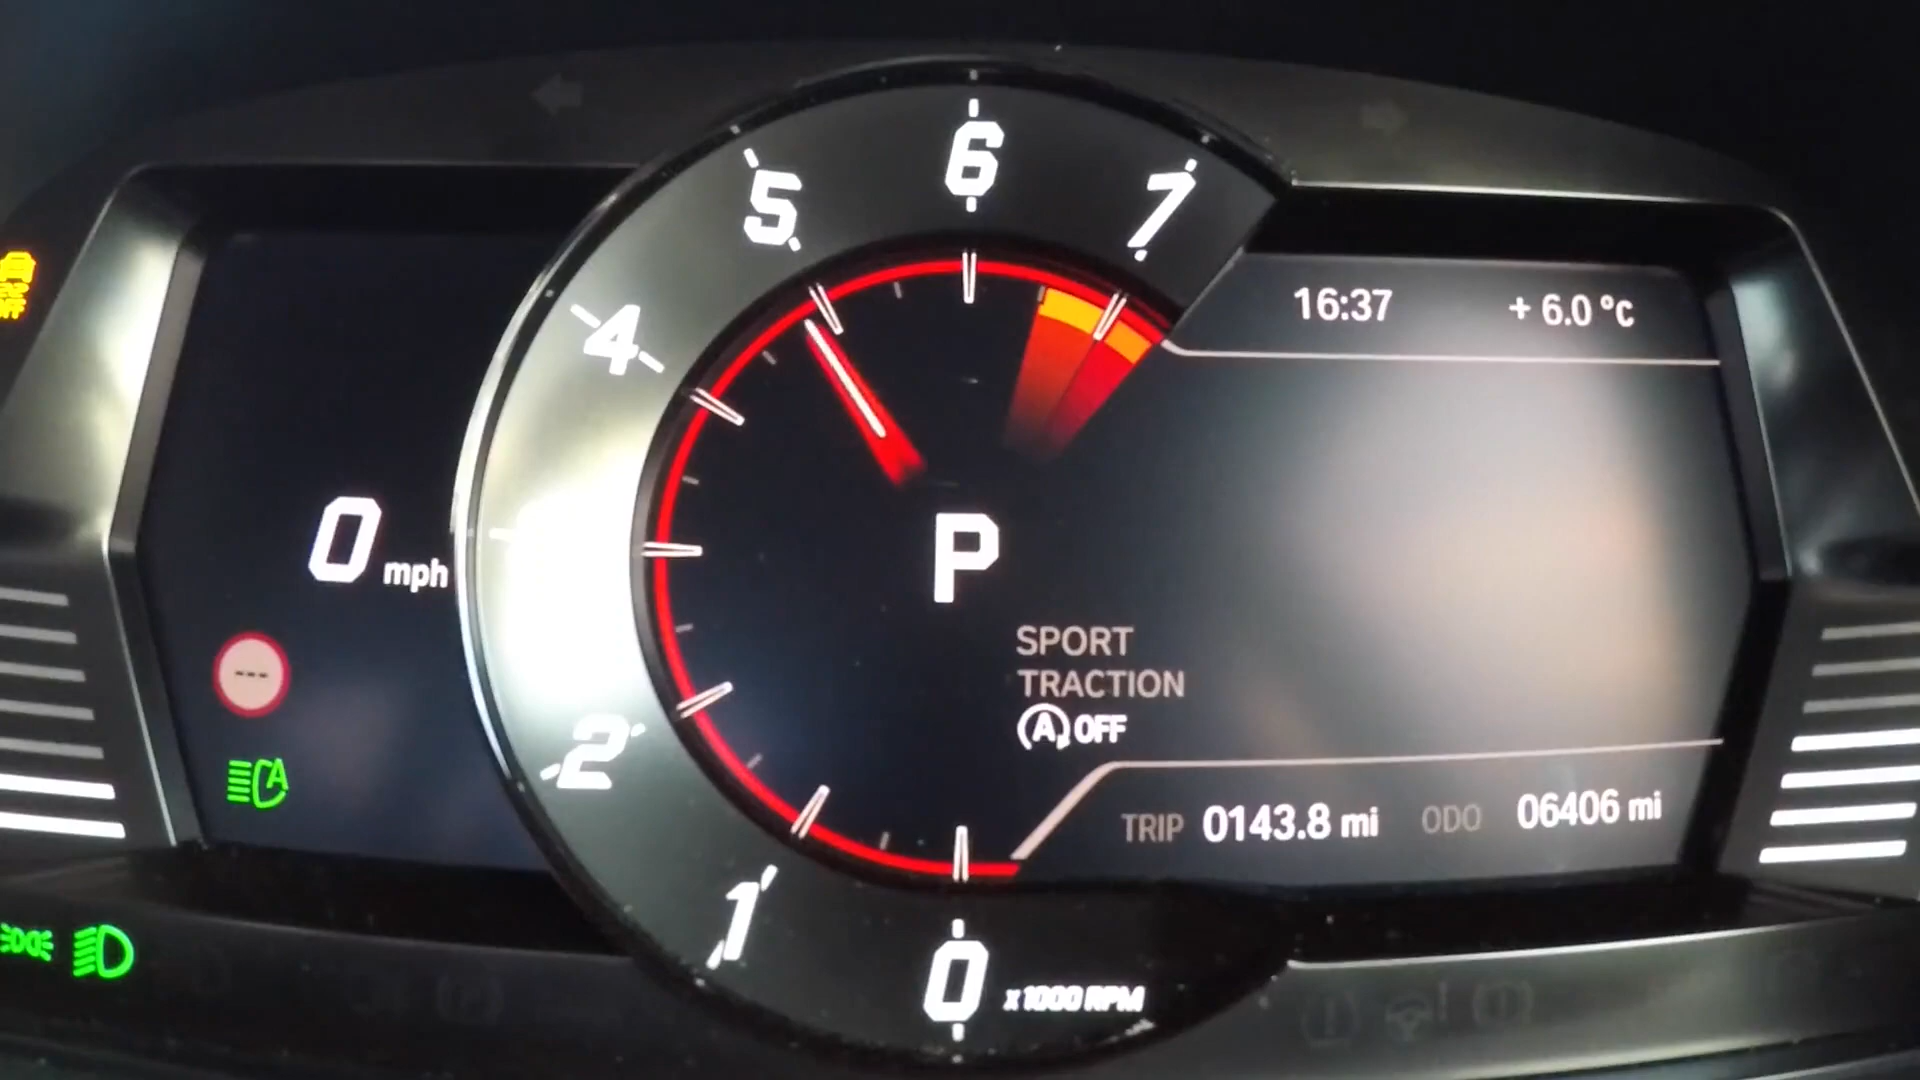 6
5
7
4
16:37 + 6.0 °C
0 mph
P
---
SPORT
TRACTION
A OFF
2
A
TRIP 0143.8 mi ODO 06406 mi
1
0 x1000 RPM